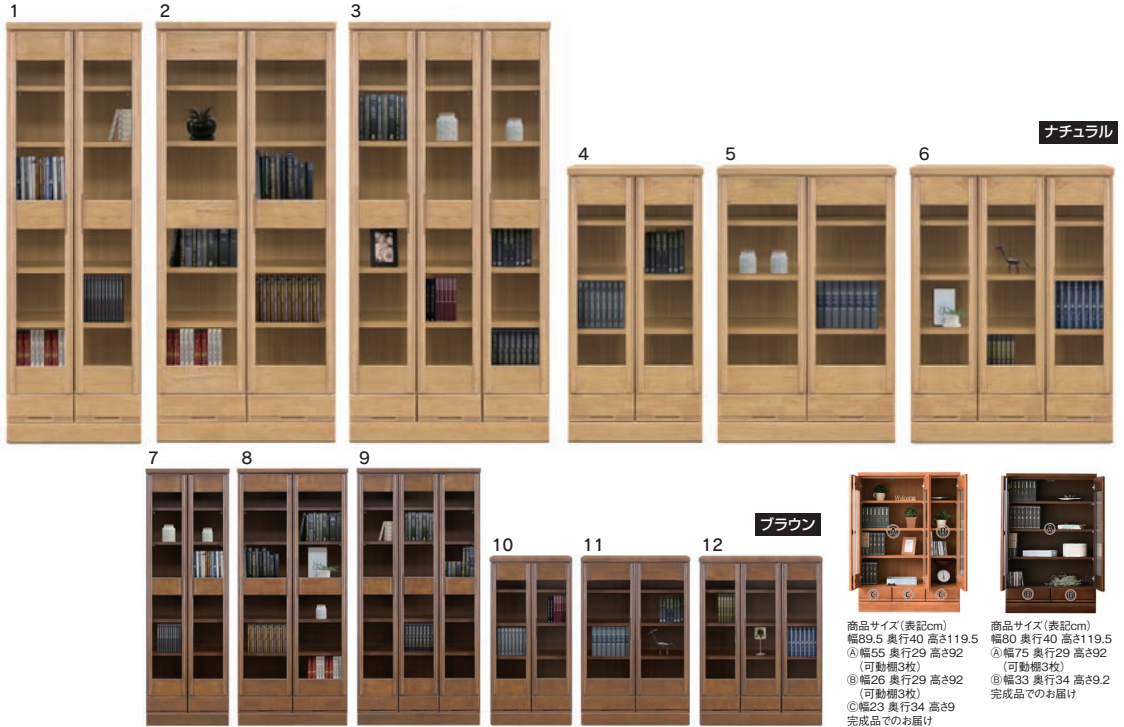 1
2
3
ナチュラル
4
5
6
7
8
9
ブラウン
10
11
12
Welcome
Ⓐ
Ⓑ
Ⓒ
Ⓒ
Ⓒ
Ⓐ
Ⓑ
Ⓑ
商品サイズ(表記cm)
幅89.5 奥行40 高さ119.5
Ⓐ幅55 奥行29 高さ92
(可動棚3枚)
Ⓑ幅26 奥行29 高さ92
(可動棚3枚)
Ⓒ幅23 奥行34 高さ9
完成品でのお届け
商品サイズ(表記cm)
幅80 奥行40 高さ119.5
Ⓐ幅75 奥行29 高さ92
(可動棚3枚)
Ⓑ幅33 奥行34 高さ9.2
完成品でのお届け